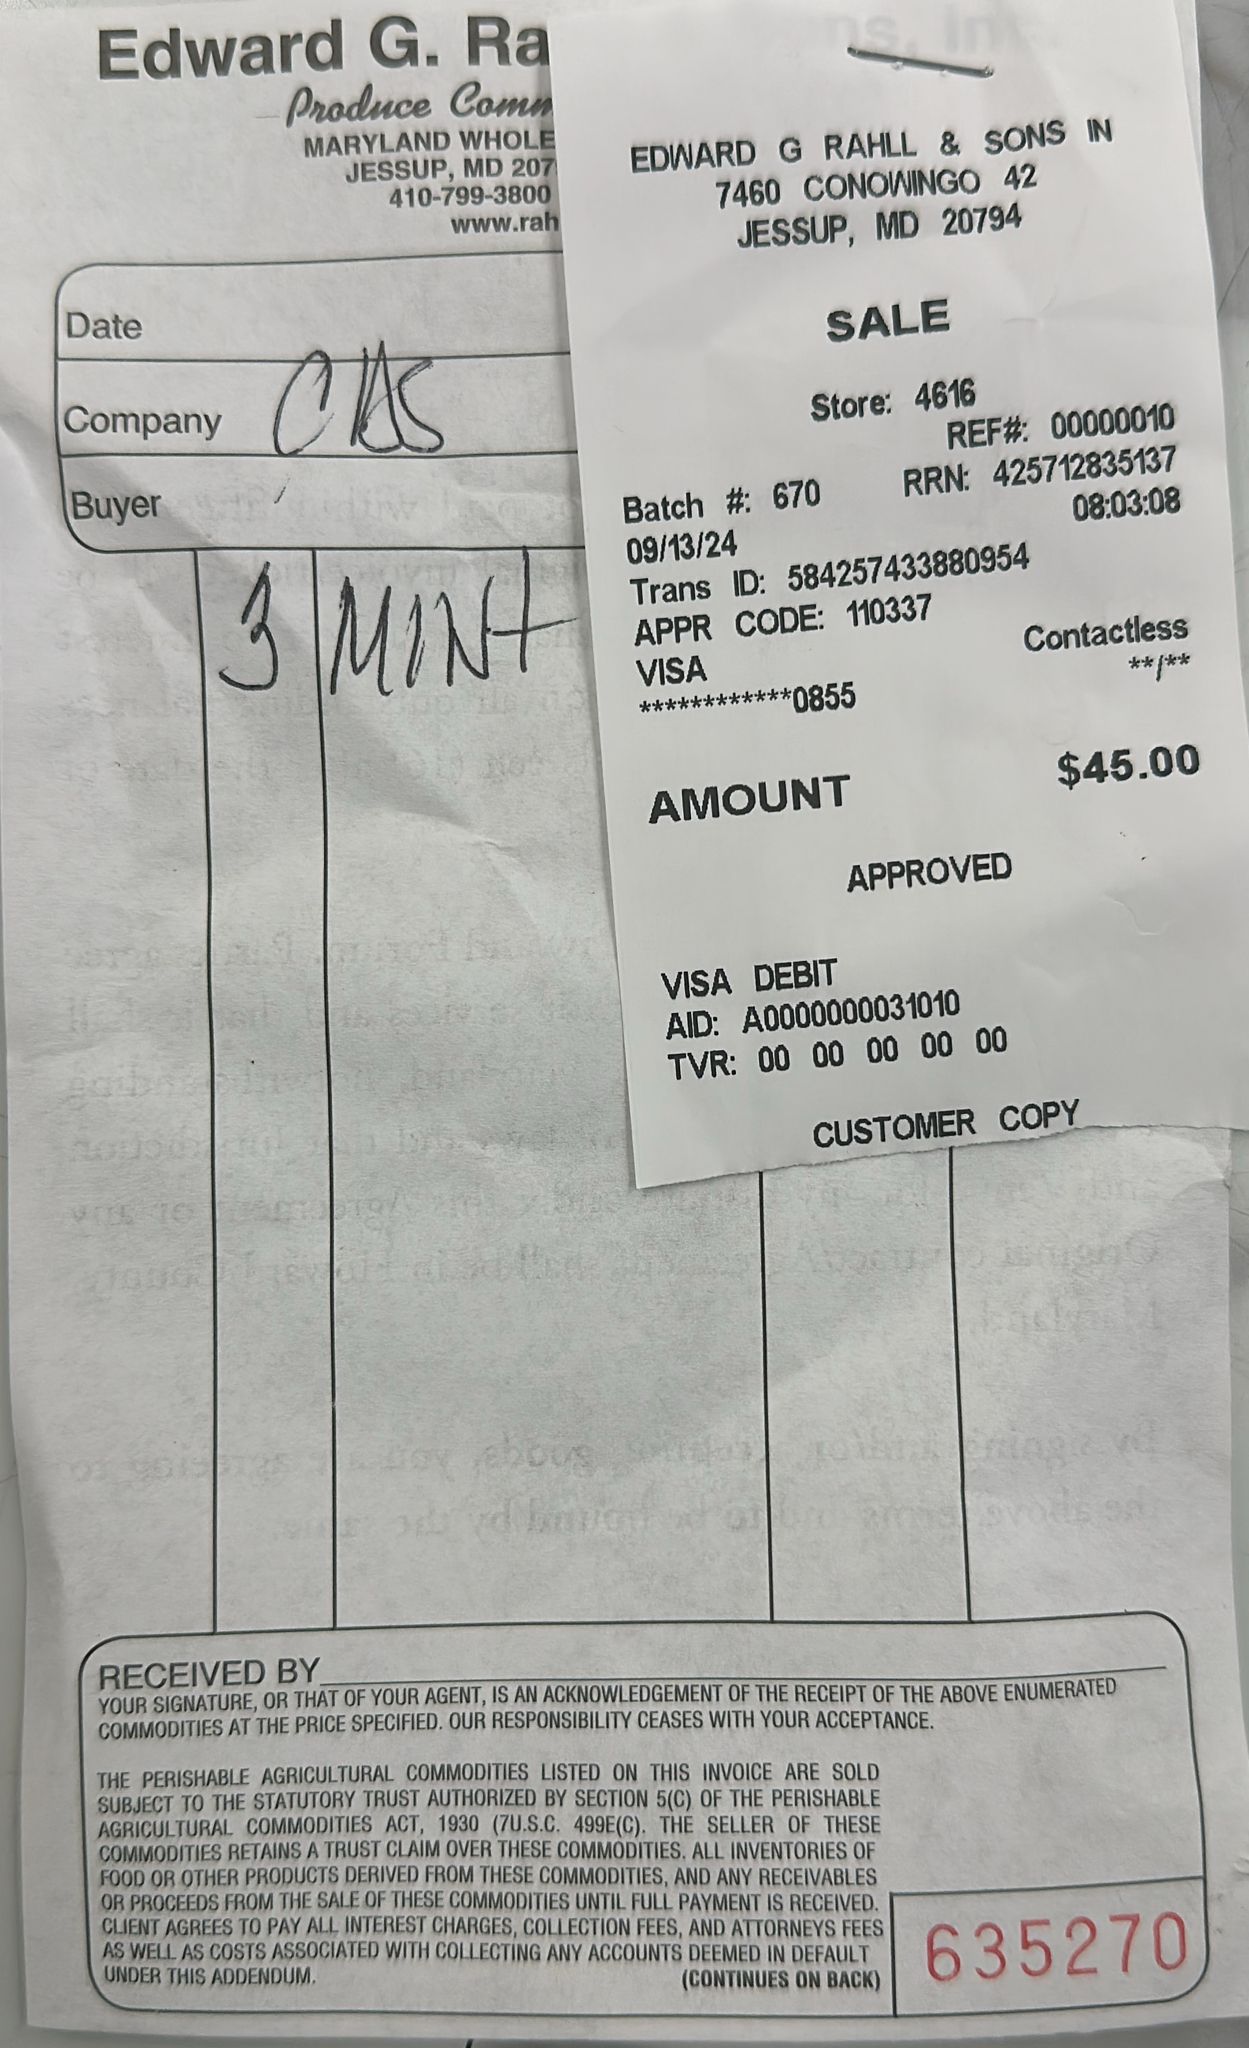 Edward G. Ra
Produce Comm
MARYLAND WHOLE
JESSUP, MD 207
410-799-3800
www.rah
Date
Company CAS
Buyer
3 MINT
EDWARD G RAHLL & SONS IN
7460 CONOWINGO 42
JESSUP, MD 20794
SALE
Store: 4616
REF#: 00000010
Batch #: 670 RRN: 425712835137
09/13/24 08:03:08
Trans ID: 584257433880954
APPR CODE: 110337
VISA Contactless
************0855 **/**
AMOUNT $45.00
APPROVED
VISA DEBIT
AID: A0000000031010
TVR: 00 00 00 00 00
CUSTOMER COPY
RECEIVED BY
YOUR SIGNATURE, OR THAT OF YOUR AGENT, IS AN ACKNOWLEDGEMENT OF THE RECEIPT OF THE ABOVE ENUMERATED
COMMODITIES AT THE PRICE SPECIFIED. OUR RESPONSIBILITY CEASES WITH YOUR ACCEPTANCE.
THE PERISHABLE AGRICULTURAL COMMODITIES LISTED ON THIS INVOICE ARE SOLD
SUBJECT TO THE STATUTORY TRUST AUTHORIZED BY SECTION 5(C) OF THE PERISHABLE
AGRICULTURAL COMMODITIES ACT, 1930 (7U.S.C. 499E(C). THE SELLER OF THESE
COMMODITIES RETAINS A TRUST CLAIM OVER THESE COMMODITIES. ALL INVENTORIES OF
FOOD OR OTHER PRODUCTS DERIVED FROM THESE COMMODITIES, AND ANY RECEIVABLES
OR PROCEEDS FROM THE SALE OF THESE COMMODITIES UNTIL FULL PAYMENT IS RECEIVED.
CLIENT AGREES TO PAY ALL INTEREST CHARGES, COLLECTION FEES, AND ATTORNEYS FEES
AS WELL AS COSTS ASSOCIATED WITH COLLECTING ANY ACCOUNTS DEEMED IN DEFAULT
UNDER THIS ADDENDUM. (CONTINUES ON BACK)
635270